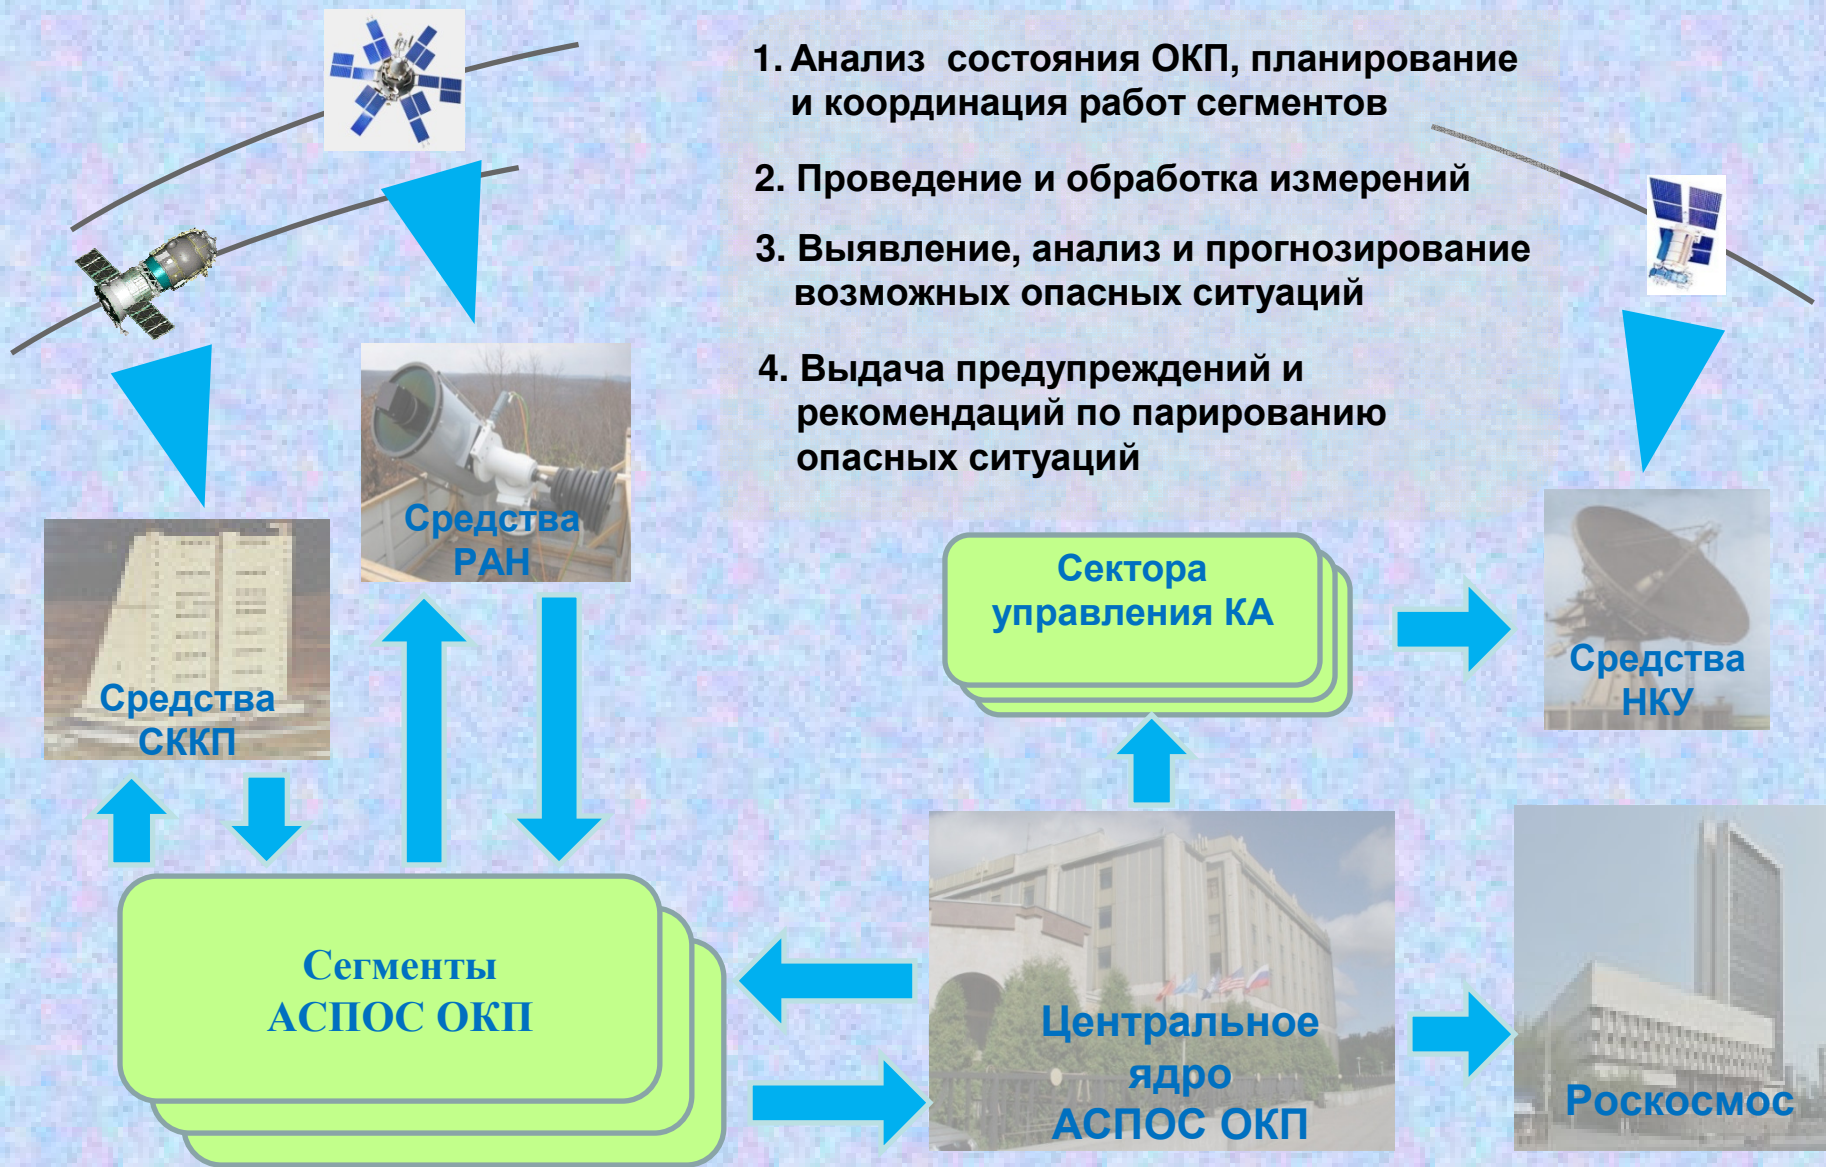 1. Анализ состояния ОКП, планирование
и координация работ сегментов
2. Проведение и обработка измерений
3. Выявление, анализ и прогнозирование
возможных опасных ситуаций
4. Выдача предупреждений и
рекомендаций по парированию
опасных ситуаций
Средства
РАН
Сектора
управления КА
Средства
НКУ
Средства
СККП
Сегменты
АСПОС ОКП
Центральное
ядро
АСПОС ОКП
Роскосмос